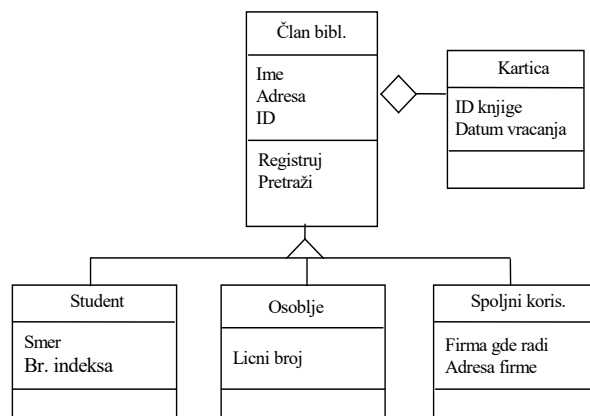 Član bibl.
Ime
Adresa
ID
Registruj
Pretraži
Kartica
ID knjige
Datum vracanja
Student
Smer
Br. indeksa
Osoblje
Licni broj
Spoljni koris.
Firma gde radi
Adresa firme